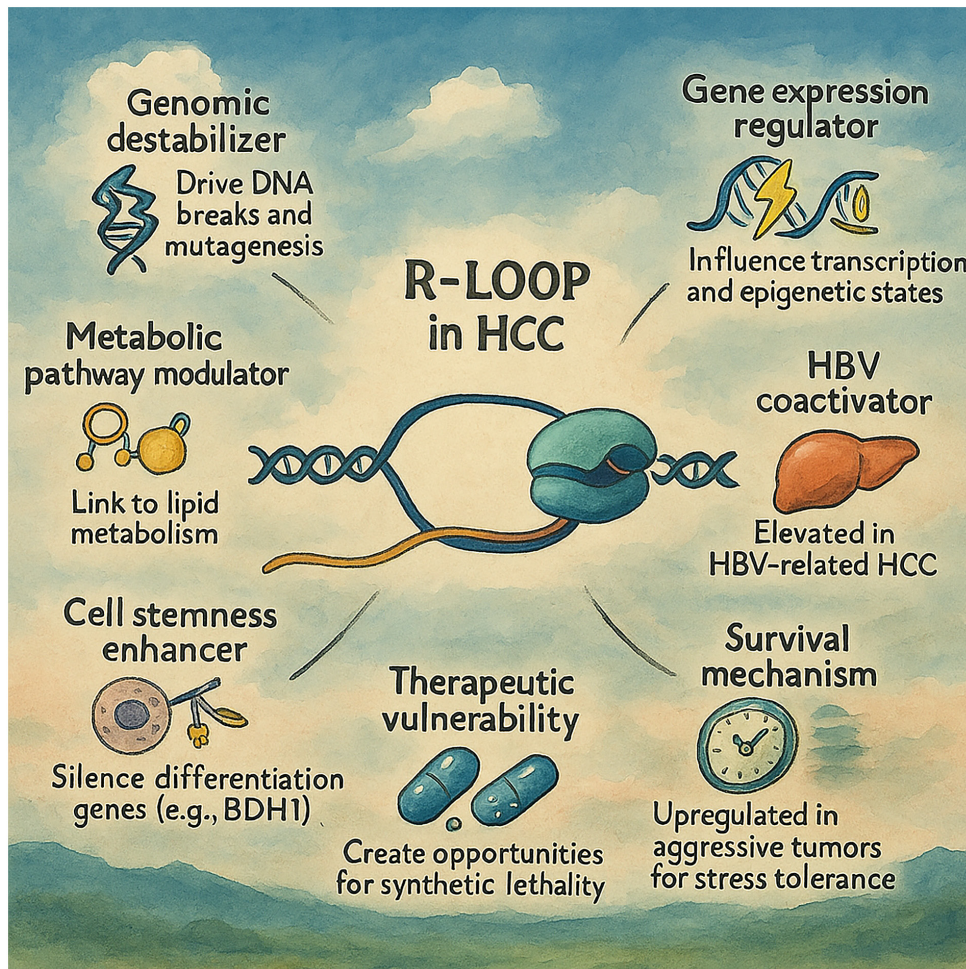 R-LOOP
in HCC
Genomic
destabilizer
Drive DNA
breaks and
mutagenesis
Gene expression
regulator
Influence transcription
and epigenetic states
Metabolic
pathway modulator
Link to lipid
metabolism
HBV
coactivator
Elevated in
HBV-related HCC
Cell stemness
enhancer
Silence differentiation
genes (e.g., BDH1)
Therapeutic
vulnerability
Create opportunities
for synthetic lethality
Survival
mechanism
Upregulated in
aggressive tumors
for stress tolerance